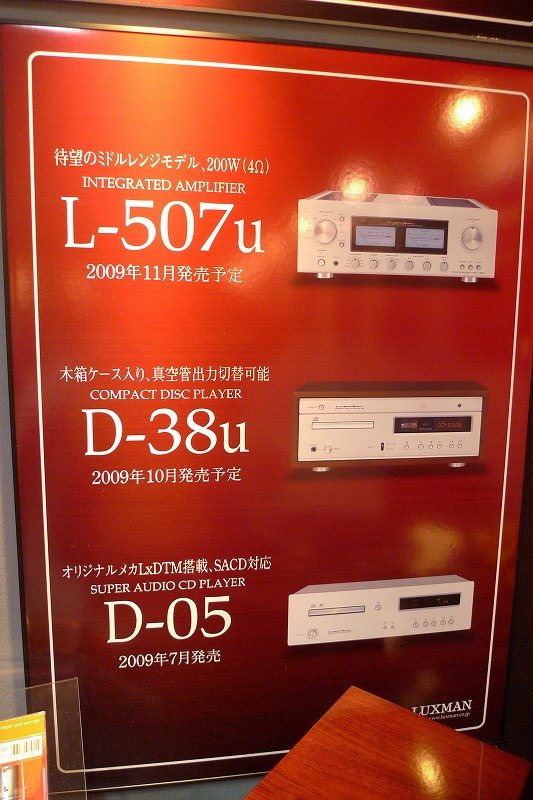 待望のミドルレンジモデル、200W(4Ω)
INTEGRATED AMPLIFIER
L-507u
2009年11月発売予定
木箱ケース入り、真空管出力切替可能
COMPACT DISC PLAYER
D-38u
2009年10月発売予定
オリジナルメカLxDTM搭載、SACD対応
SUPER AUDIO CD PLAYER
D-05
2009年7月発売
LUXMAN
www.luxman.co.jp